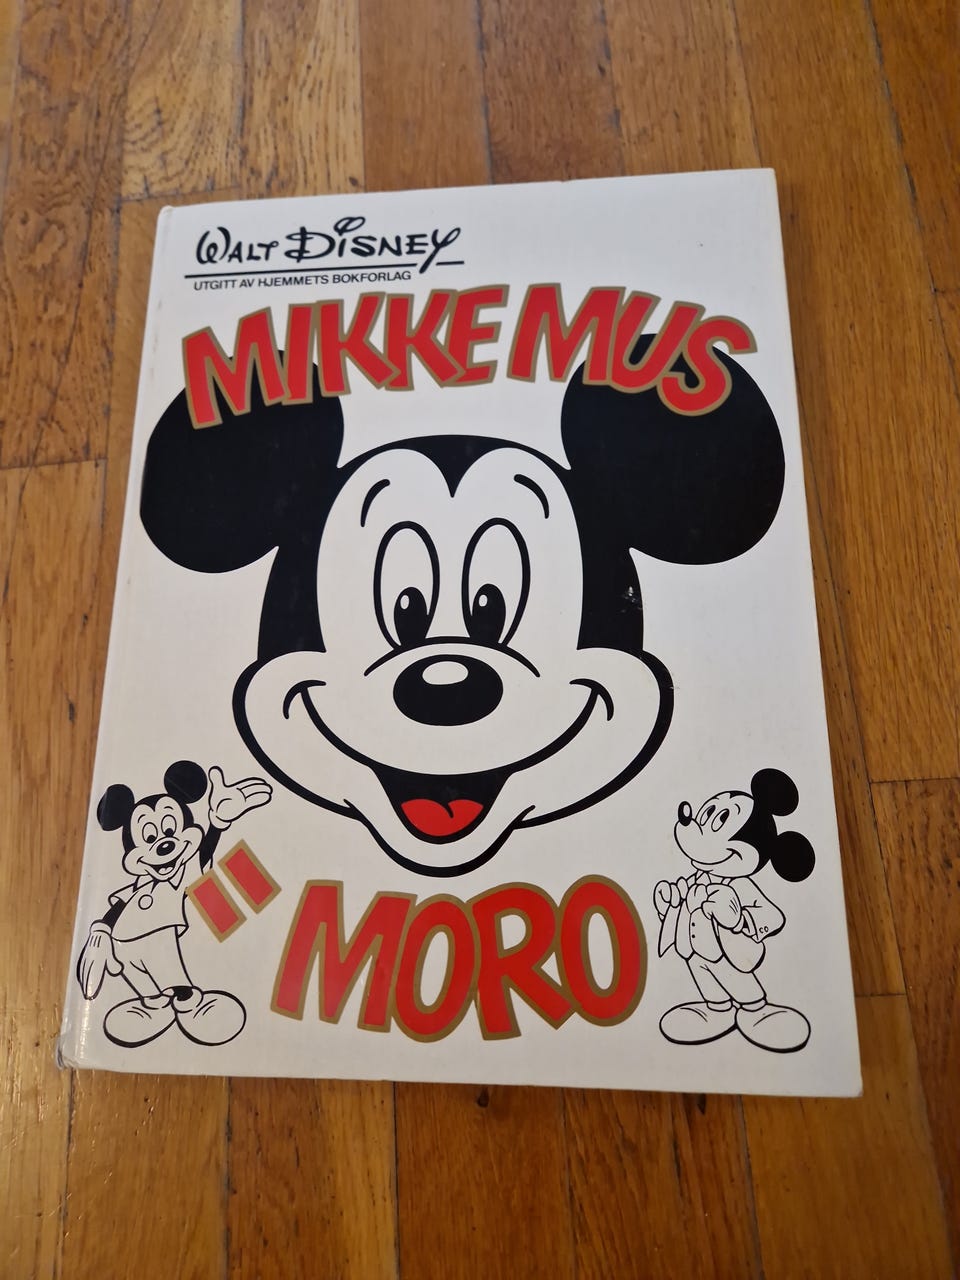 WALT DISNEY
UTGITT AV HJEMMETS BOKFORLAG
MIKKE MUS
"MORO